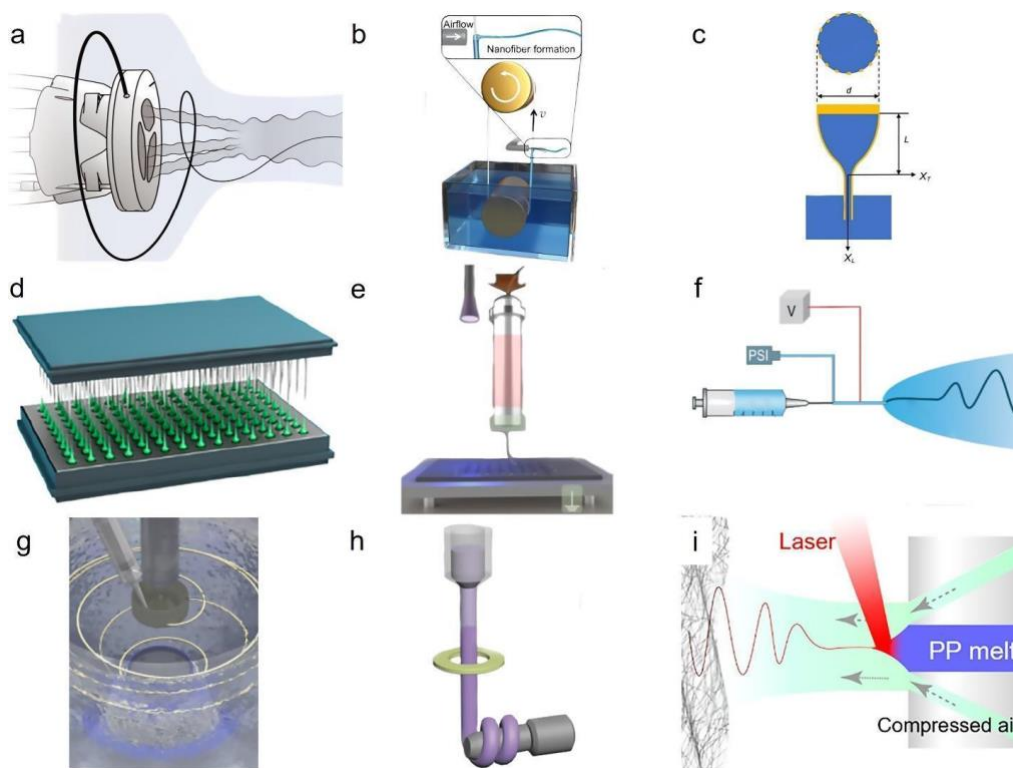 a
b
Airflow
Nanofiber formation
v
c
d
L
X_T
X_L
d
e
f
V
PSI
g
h
i
Laser
PP melt
Compressed ai